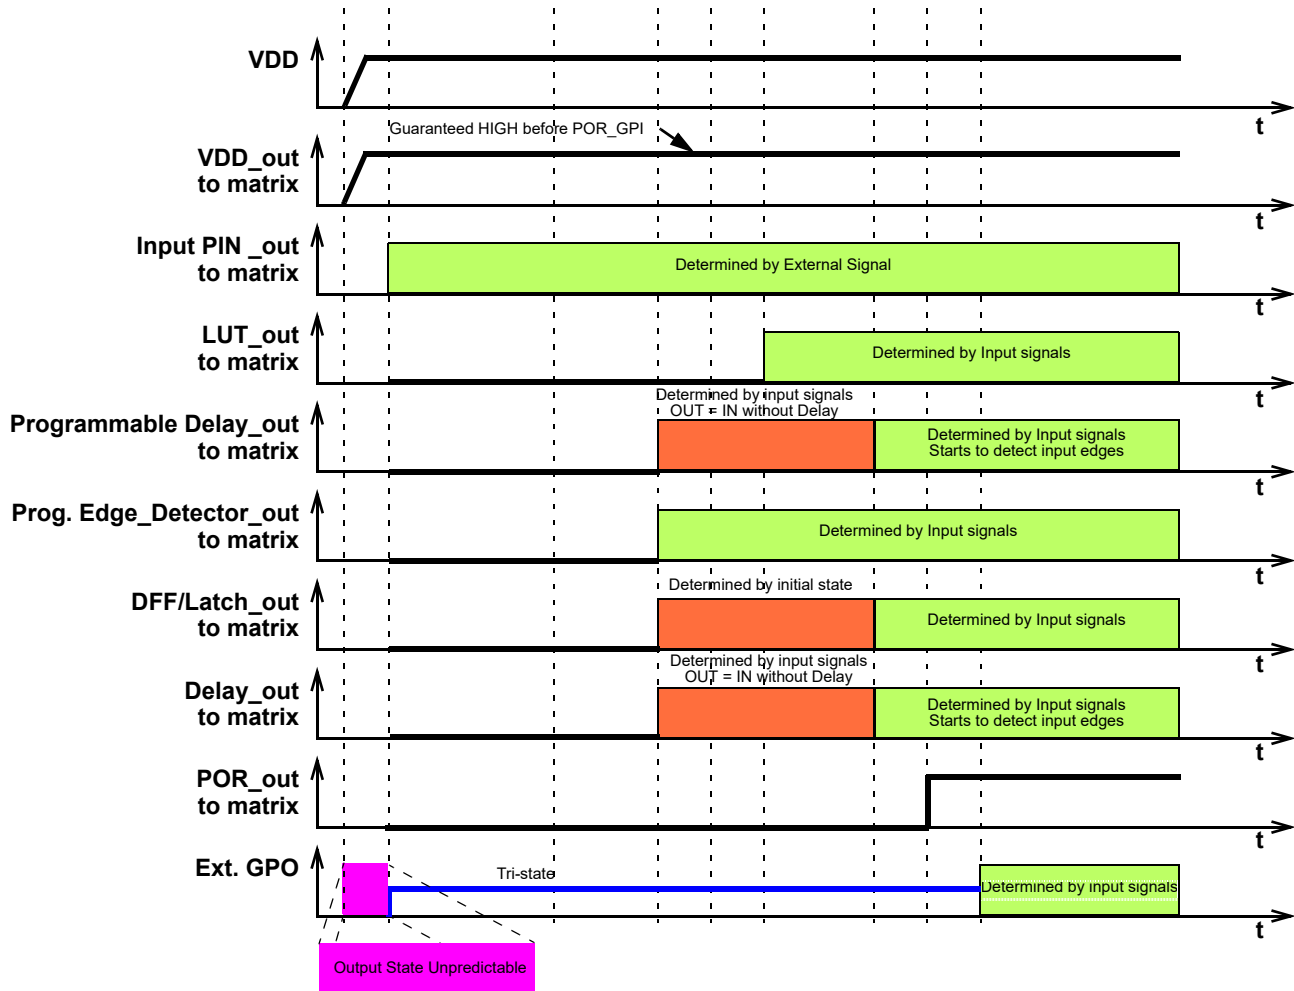 VDD
t
Guaranteed HIGH before POR_GPI
VDD_out
to matrix
t
Input PIN _out
to matrix
Determined by External Signal
t
LUT_out
to matrix
Determined by Input signals
t
Determined by input signals
OUT = IN without Delay
Programmable Delay_out
to matrix
Determined by Input signals
Starts to detect input edges
t
Prog. Edge_Detector_out
to matrix
Determined by Input signals
t
Determined by initial state
DFF/Latch_out
to matrix
Determined by Input signals
t
Determined by input signals
OUT = IN without Delay
Delay_out
to matrix
Determined by Input signals
Starts to detect input edges
t
POR_out
to matrix
t
Ext. GPO
Tri-state
Determined by input signals
t
Output State Unpredictable